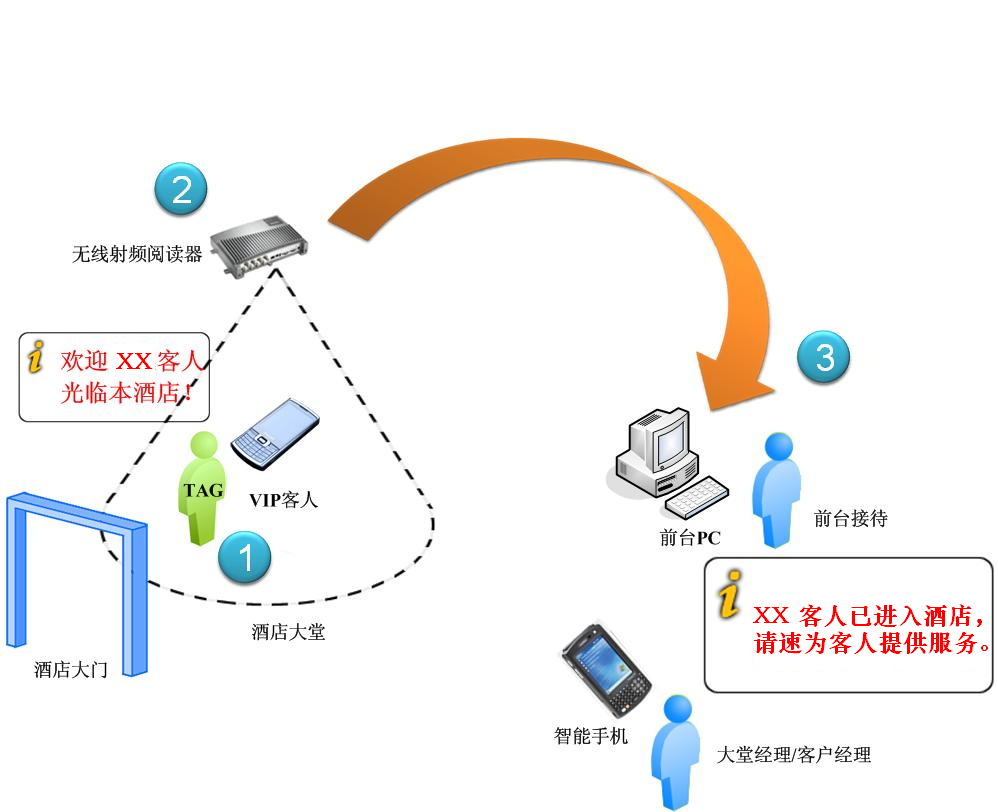 2
无线射频阅读器
欢迎 XX 客人
光临本酒店！
3
TAG
VIP客人
前台接待
前台PC
1
XX 客人已进入酒店，
请速为客人提供服务。
酒店大堂
酒店大门
智能手机
大堂经理/客户经理